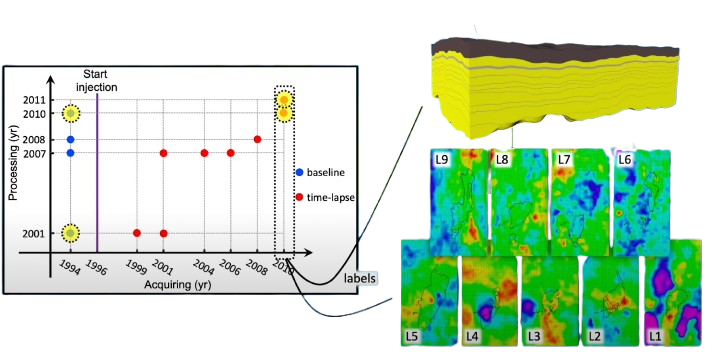 Start
injection
Processing (yr)
2011
2010
2008
2007
2001
baseline
time-lapse
1994
1996
1999
2001
2004
2006
2008
2010
Acquiring (yr)
labels
L9
L8
L7
L6
L5
L4
L3
L2
L1